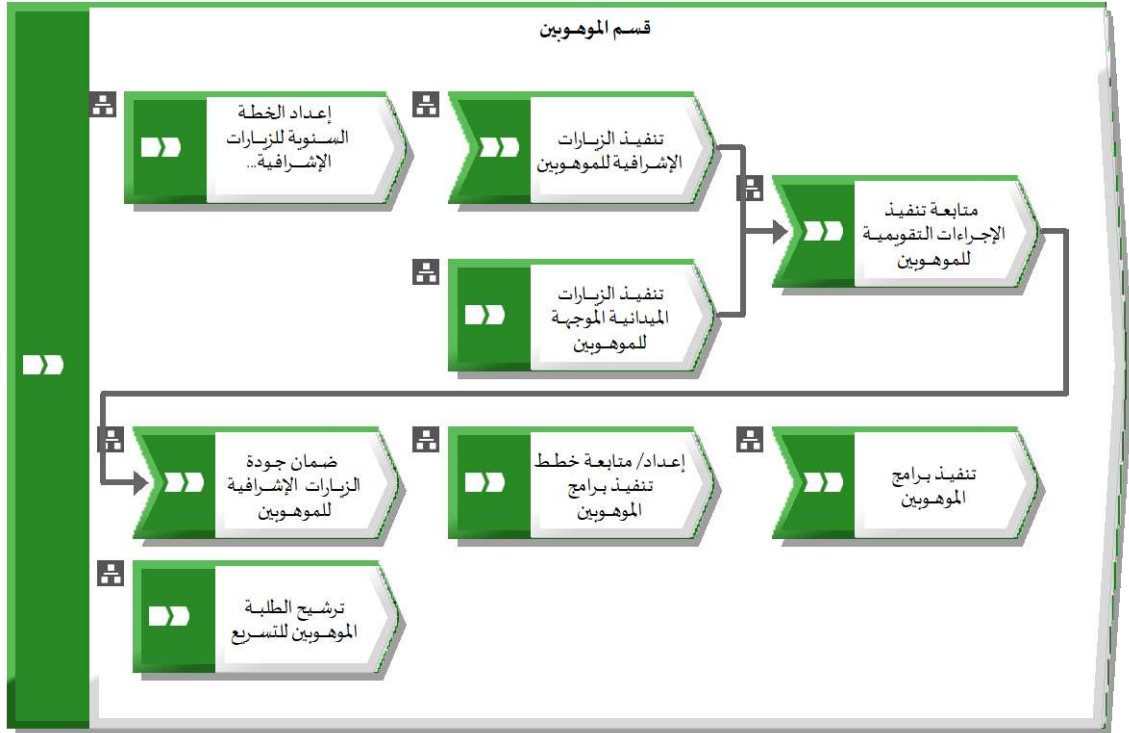 قسم الموهوبين
إعداد الخطة
السنوية للزيارات
الإشرافية...
تنفيذ الزيارات
الإشرافية للموهوبين
متابعة تنفيذ
الإجراءات التقويمية
للموهوبين
تنفيذ الزيارات
الميدانية الموجهة
للموهوبين
ضمان جودة
الزيارات الإشرافية
للموهوبين
إعداد/ متابعة خطط
تنفيذ برامج
الموهوبين
تنفيذ برامج
الموهوبين
ترشيح الطلبة
الموهوبين للتسريع